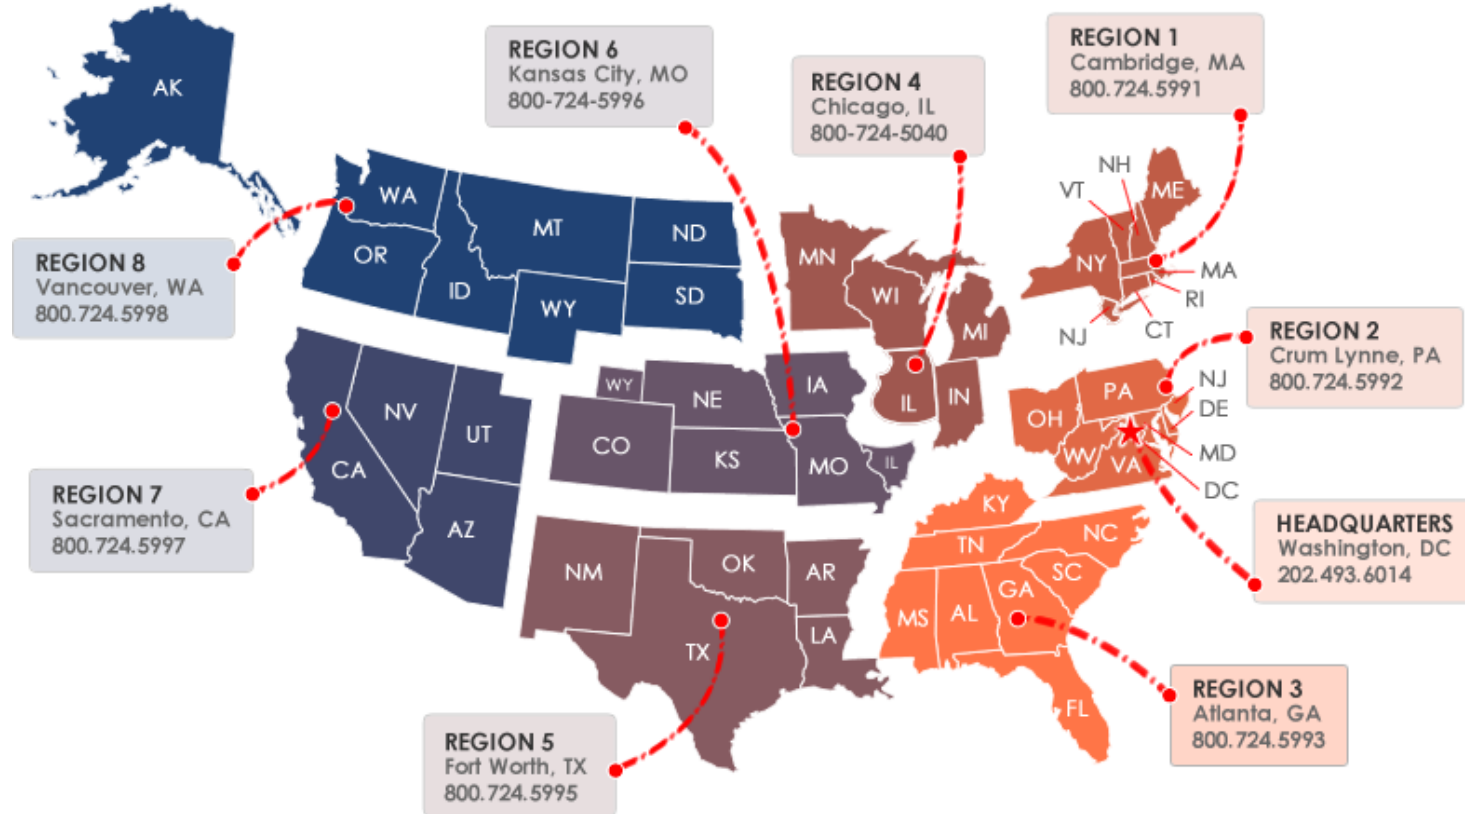 AK
REGION 6
Kansas City, MO
800-724-5996
REGION 4
Chicago, IL
800-724-5040
REGION 1
Cambridge, MA
800.724.5991
REGION 8
Vancouver, WA
800.724.5998
WA
OR
ID
MT
WY
ND
SD
MN
WI
MI
IL
IN
NH
VT
ME
NY
MA
RI
CT
NJ
REGION 2
Crum Lynne, PA
800.724.5992
PA
NJ
OH
DE
WV
VA
MD
DC
HEADQUARTERS
Washington, DC
202.493.6014
NV
UT
CA
AZ
REGION 7
Sacramento, CA
800.724.5997
WY
NE
IA
CO
KS
MO
IL
NM
OK
AR
TX
LA
KY
TN
NC
SC
GA
MS
AL
FL
REGION 3
Atlanta, GA
800.724.5993
REGION 5
Fort Worth, TX
800.724.5995